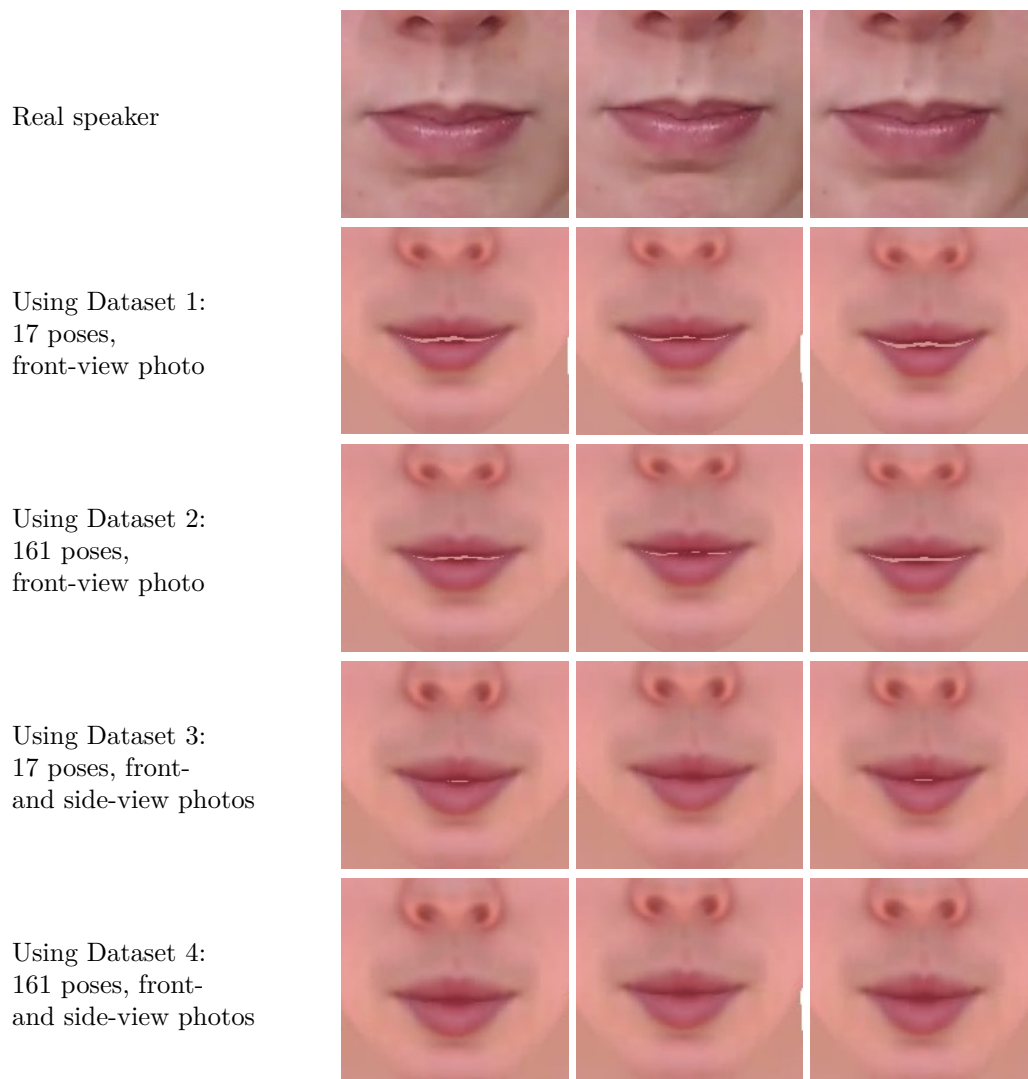 Real speaker
Using Dataset 1:
17 poses,
front-view photo
Using Dataset 2:
161 poses,
front-view photo
Using Dataset 3:
17 poses, front-
and side-view photos
Using Dataset 4:
161 poses, front-
and side-view photos